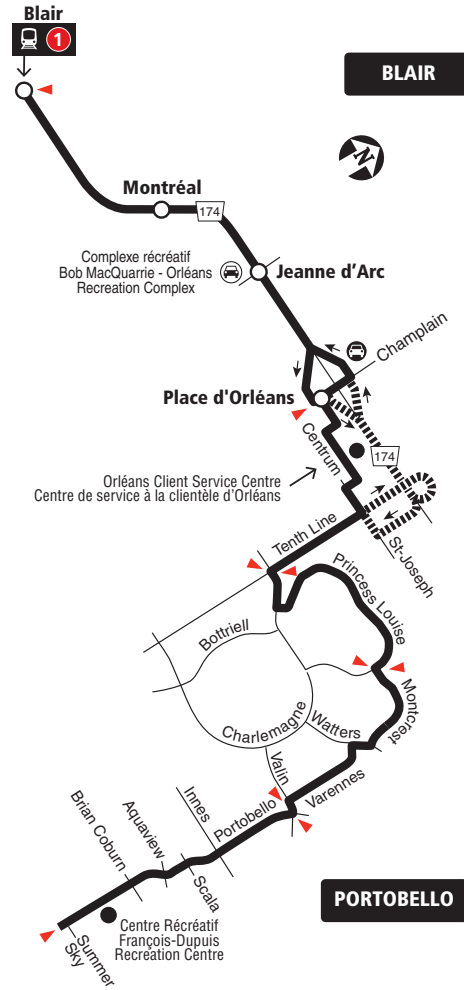 Blair
1
BLAIR
N
Montréal
174
Complexe récréatif
Bob MacQuarrie - Orléans
Recreation Complex
Jeanne d'Arc
Champlain
Place d'Orléans
Centrum
174
Orléans Client Service Centre
Centre de service à la clientèle d'Orléans
St-Joseph
Tenth Line
Princess Louise
Bottriell
Montcrest
Charlemagne
Watters
Valin
Varennes
Portobello
Innes
Aquaview
Brian Coburn
Scala
PORTOBELLO
Centre Récréatif
François-Dupuis
Recreation Centre
Summer
Sky